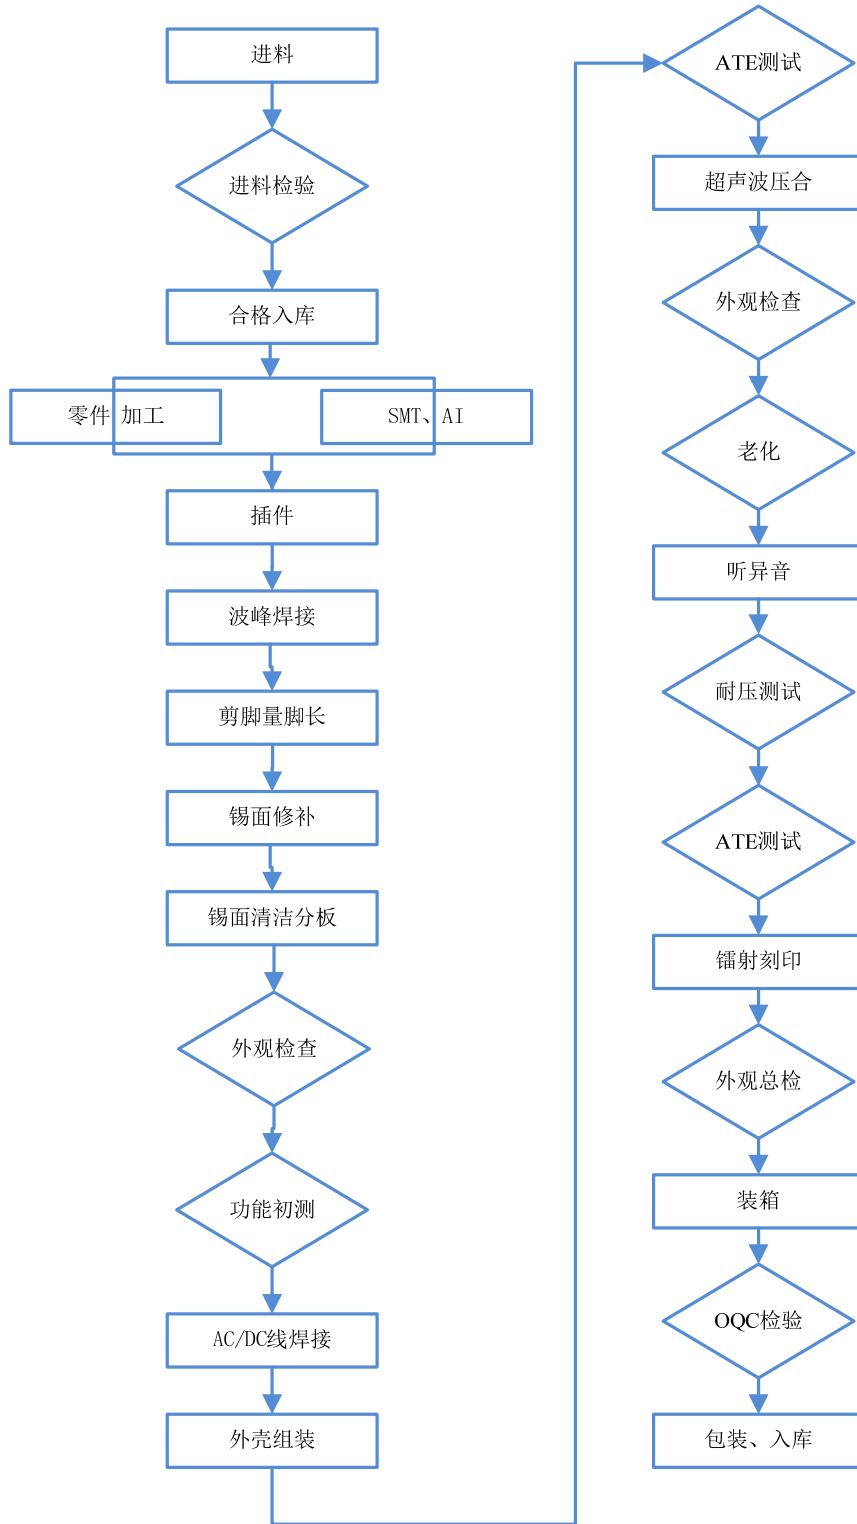 进料
进料检验
合格入库
零件 加工
SMT、AI
插件
波峰焊接
剪脚量脚长
锡面修补
锡面清洁分板
外观检查
功能初测
AC/DC线焊接
外壳组装
ATE测试
超声波压合
外观检查
老化
听异音
耐压测试
ATE测试
镭射刻印
外观总检
装箱
OQC检验
包装、入库